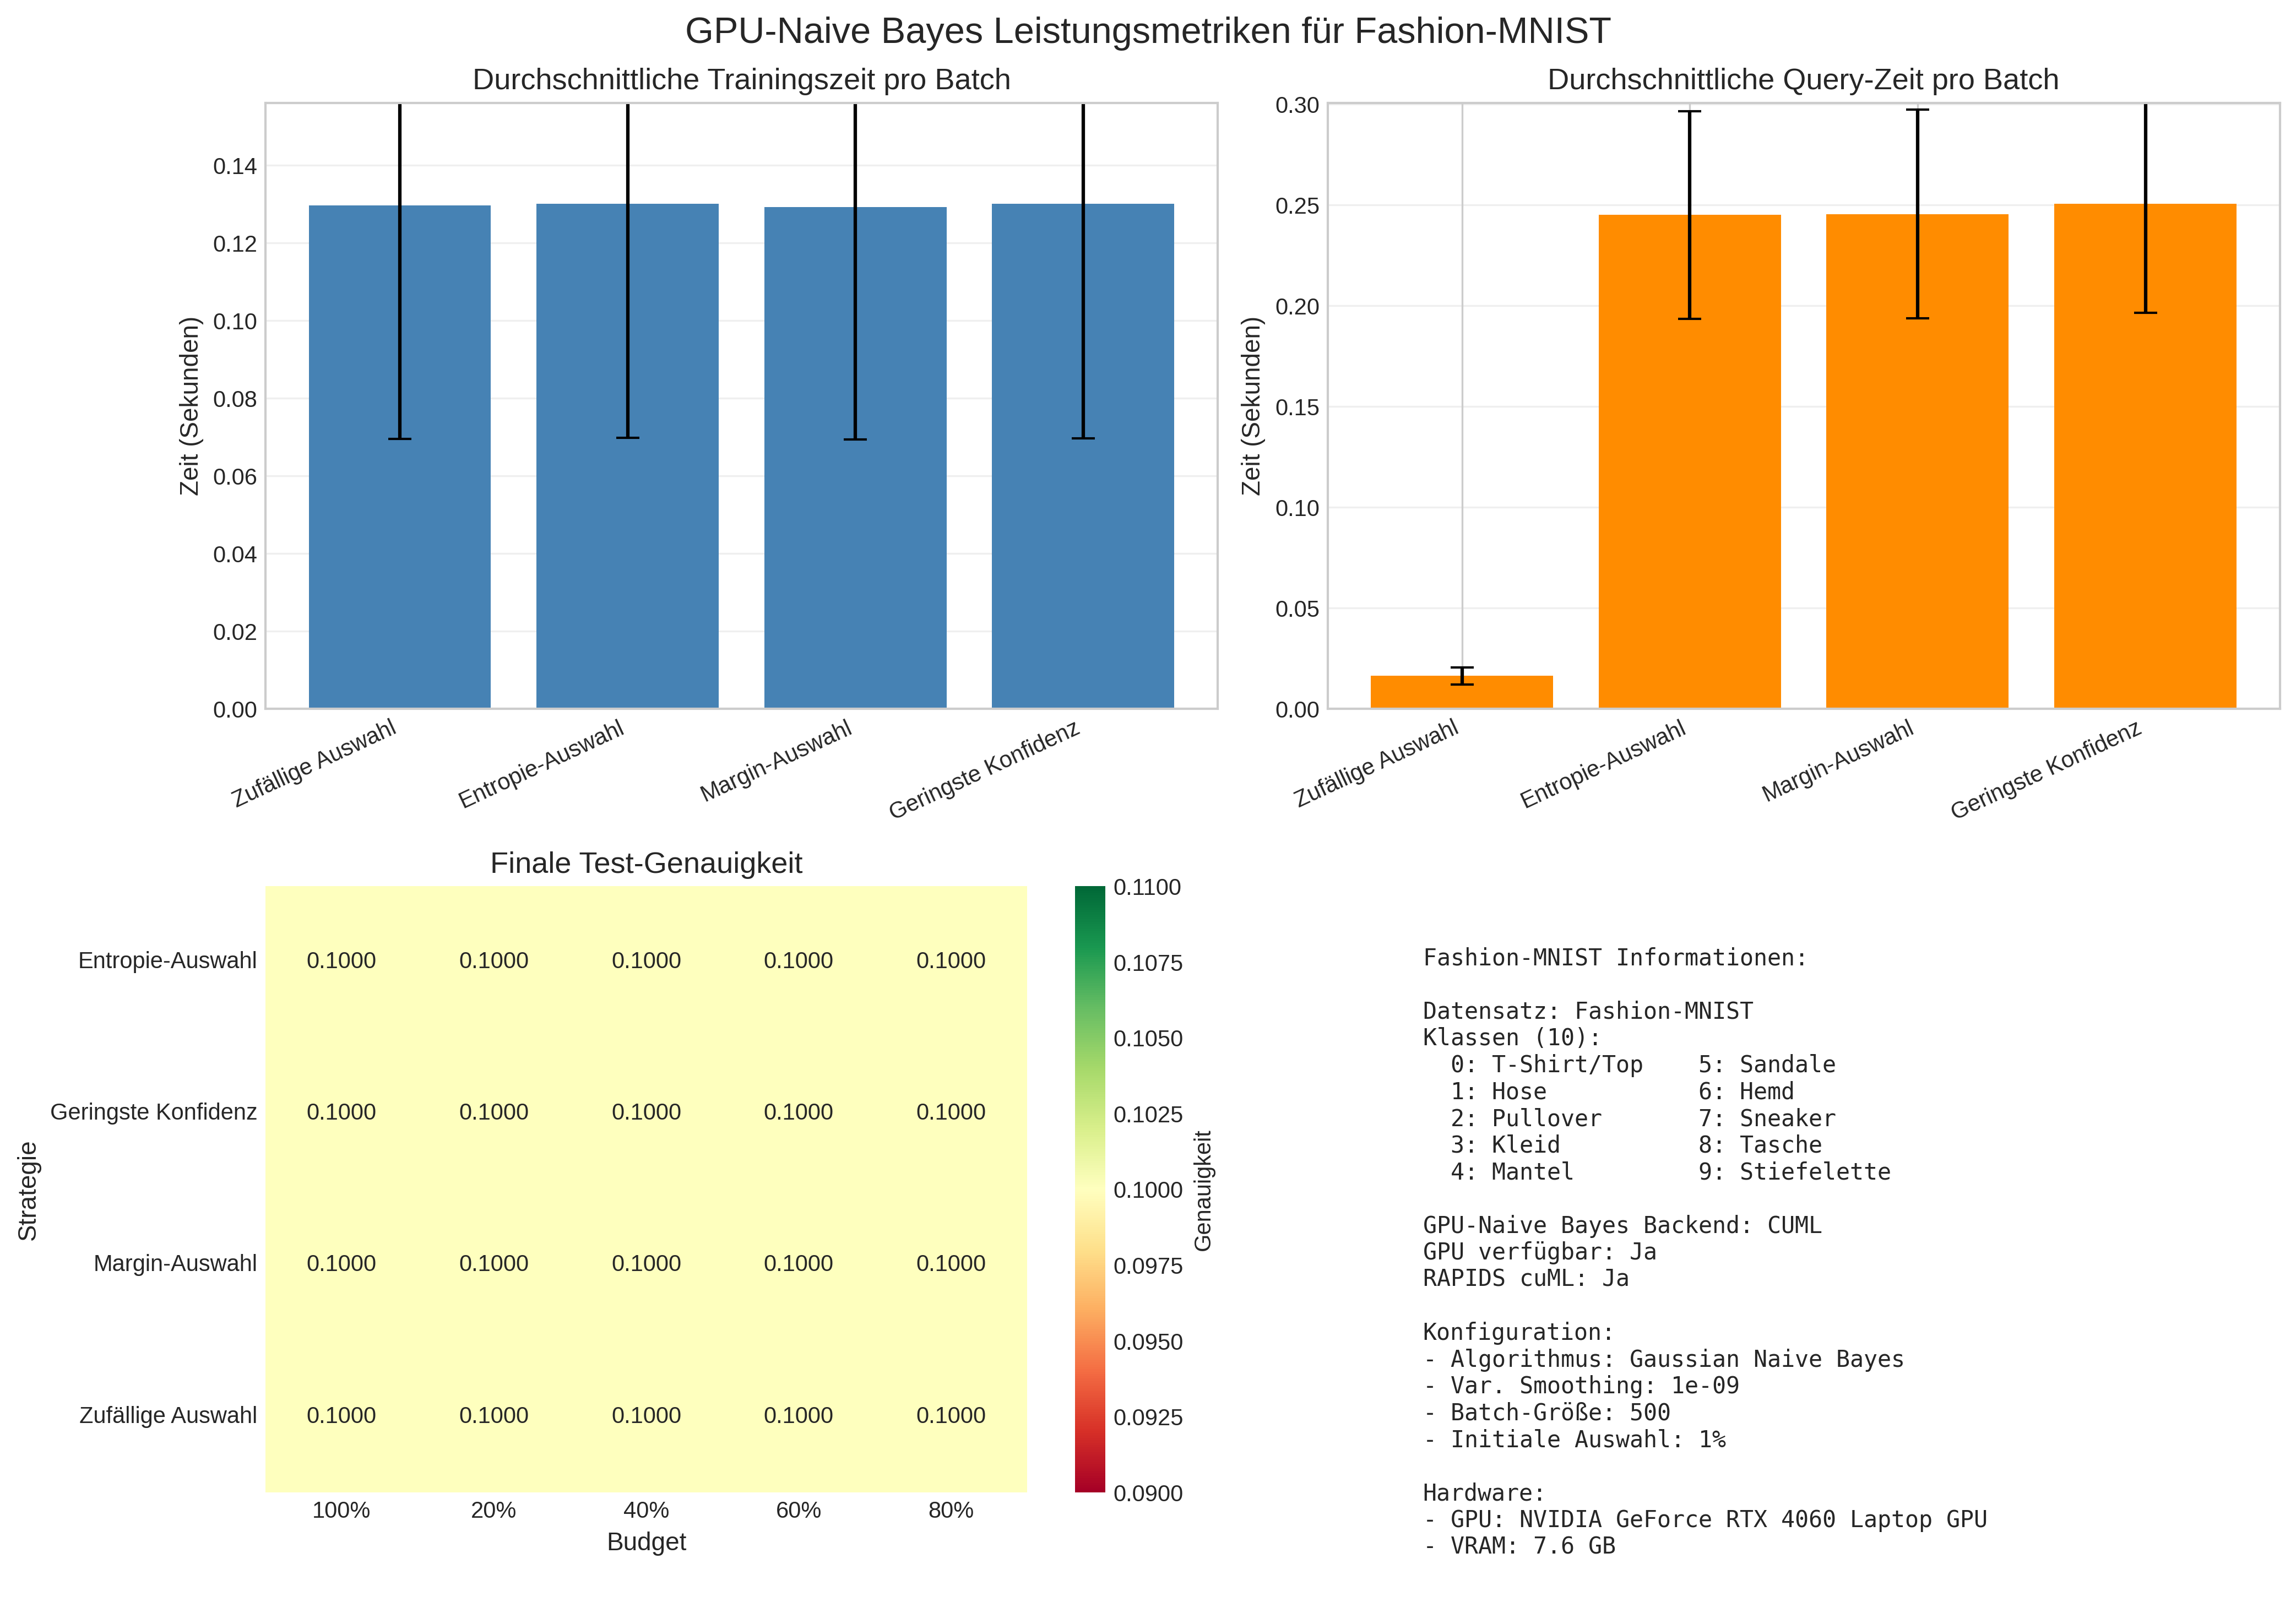 GPU-Naive Bayes Leistungsmetriken für Fashion-MNIST
Durchschnittliche Trainingszeit pro Batch
Zeit (Sekunden)
0.14
0.12
0.10
0.08
0.06
0.04
0.02
0.00
Zufällige Auswahl
Entropie-Auswahl
Margin-Auswahl
Geringste Konfidenz
Durchschnittliche Query-Zeit pro Batch
Zeit (Sekunden)
0.30
0.25
0.20
0.15
0.10
0.05
0.00
Zufällige Auswahl
Entropie-Auswahl
Margin-Auswahl
Geringste Konfidenz
Finale Test-Genauigkeit
Strategie
Entropie-Auswahl 0.1000 0.1000 0.1000 0.1000 0.1000
Geringste Konfidenz 0.1000 0.1000 0.1000 0.1000 0.1000
Margin-Auswahl 0.1000 0.1000 0.1000 0.1000 0.1000
Zufällige Auswahl 0.1000 0.1000 0.1000 0.1000 0.1000
100% 20% 40% 60% 80%
Budget
0.1100
0.1075
0.1050
0.1025
0.1000
0.0975
0.0950
0.0925
0.0900
Genauigkeit
Fashion-MNIST Informationen:
Datensatz: Fashion-MNIST
Klassen (10):
0: T-Shirt/Top 5: Sandale
1: Hose 6: Hemd
2: Pullover 7: Sneaker
3: Kleid 8: Tasche
4: Mantel 9: Stiefelette
GPU-Naive Bayes Backend: CUML
GPU verfügbar: Ja
RAPIDS cuML: Ja
Konfiguration:
- Algorithmus: Gaussian Naive Bayes
- Var. Smoothing: 1e-09
- Batch-Größe: 500
- Initiale Auswahl: 1%
Hardware:
- GPU: NVIDIA GeForce RTX 4060 Laptop GPU
- VRAM: 7.6 GB